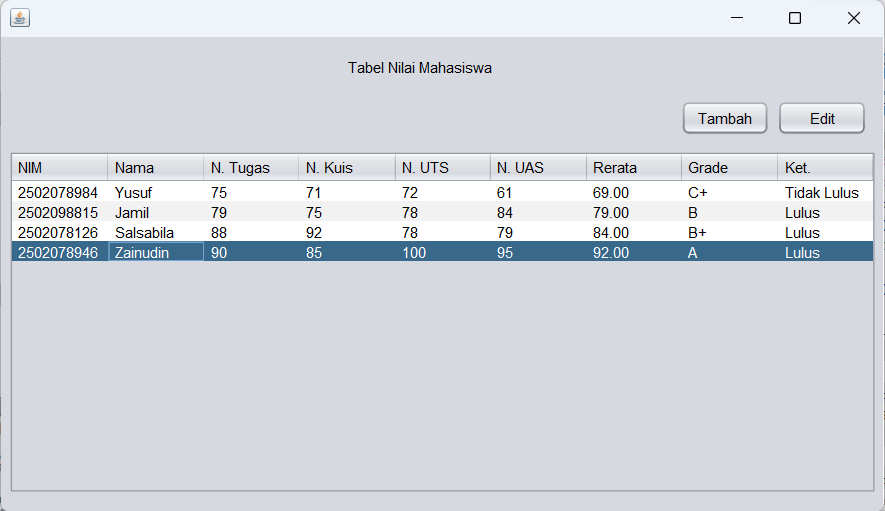 Tabel Nilai Mahasiswa
Tambah Edit
NIM Nama N. Tugas N. Kuis N. UTS N. UAS Rerata Grade Ket.
2502078984 Yusuf 75 71 72 61 69.00 C+ Tidak Lulus
2502098815 Jamil 79 75 78 84 79.00 B Lulus
2502078126 Salsabila 88 92 78 79 84.00 B+ Lulus
2502078946 Zainudin 90 85 100 95 92.00 A Lulus